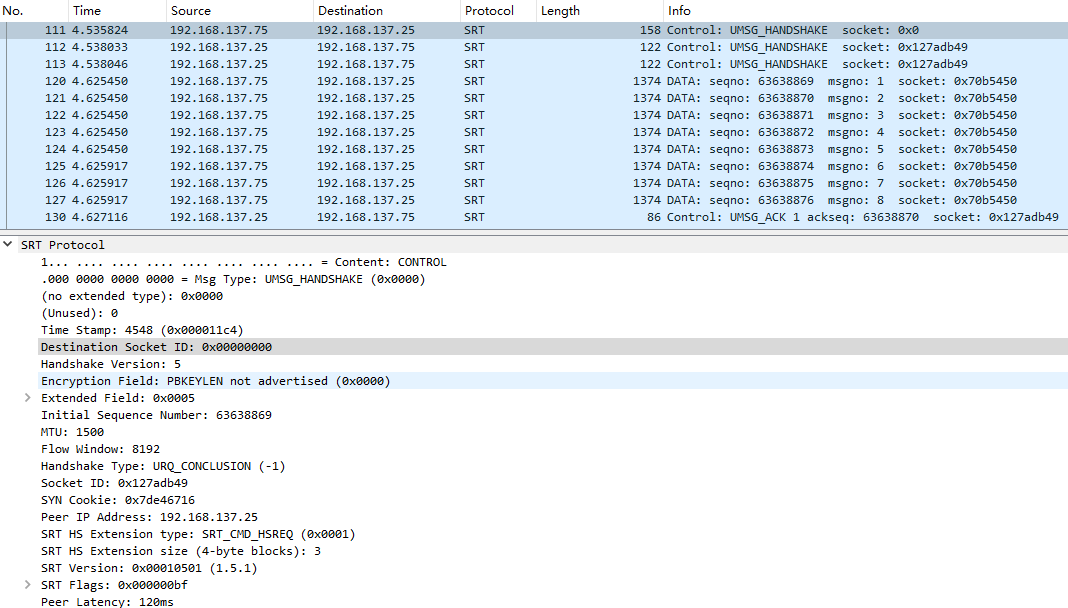 No. Time Source Destination Protocol Length Info
111 4.535824 192.168.137.75 192.168.137.25 SRT 158 Control: UMSG_HANDSHAKE socket: 0x0
112 4.538033 192.168.137.25 192.168.137.75 SRT 122 Control: UMSG_HANDSHAKE socket: 0x127adb49
113 4.538046 192.168.137.25 192.168.137.75 SRT 122 Control: UMSG_HANDSHAKE socket: 0x127adb49
120 4.625450 192.168.137.75 192.168.137.25 SRT 1374 DATA: seqno: 63638869 msgno: 1 socket: 0x70b5450
121 4.625450 192.168.137.75 192.168.137.25 SRT 1374 DATA: seqno: 63638870 msgno: 2 socket: 0x70b5450
122 4.625450 192.168.137.75 192.168.137.25 SRT 1374 DATA: seqno: 63638871 msgno: 3 socket: 0x70b5450
123 4.625450 192.168.137.75 192.168.137.25 SRT 1374 DATA: seqno: 63638872 msgno: 4 socket: 0x70b5450
124 4.625450 192.168.137.75 192.168.137.25 SRT 1374 DATA: seqno: 63638873 msgno: 5 socket: 0x70b5450
125 4.625917 192.168.137.75 192.168.137.25 SRT 1374 DATA: seqno: 63638874 msgno: 6 socket: 0x70b5450
126 4.625917 192.168.137.75 192.168.137.25 SRT 1374 DATA: seqno: 63638875 msgno: 7 socket: 0x70b5450
127 4.625917 192.168.137.75 192.168.137.25 SRT 1374 DATA: seqno: 63638876 msgno: 8 socket: 0x70b5450
130 4.627116 192.168.137.25 192.168.137.75 SRT 86 Control: UMSG_ACK 1 ackseq: 63638870 socket: 0x127adb49
SRT Protocol
1... .... .... .... .... .... .... .... = Content: CONTROL
.000 0000 0000 0000 = Msg Type: UMSG_HANDSHAKE (0x0000)
(no extended type): 0x0000
(Unused): 0
Time Stamp: 4548 (0x000011c4)
Destination Socket ID: 0x00000000
Handshake Version: 5
Encryption Field: PBKEYLEN not advertised (0x0000)
Extended Field: 0x0005
Initial Sequence Number: 63638869
MTU: 1500
Flow Window: 8192
Handshake Type: URQ_CONCLUSION (-1)
Socket ID: 0x127adb49
SYN Cookie: 0x7de46716
Peer IP Address: 192.168.137.25
SRT HS Extension type: SRT_CMD_HSREQ (0x0001)
SRT HS Extension size (4-byte blocks): 3
SRT Version: 0x00010501 (1.5.1)
SRT Flags: 0x000000bf
Peer Latency: 120ms